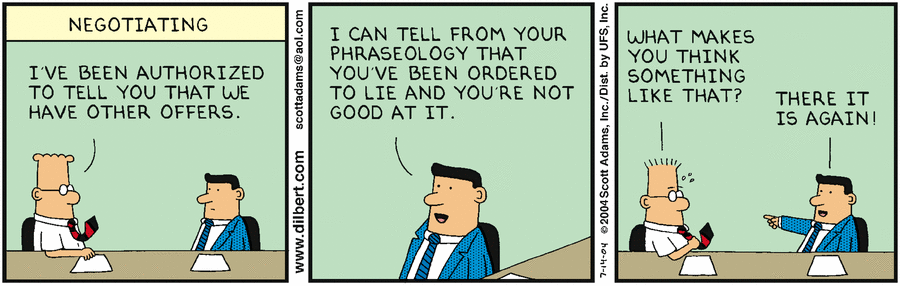 NEGOTIATING
I'VE BEEN AUTHORIZED
TO TELL YOU THAT WE
HAVE OTHER OFFERS.
www.dilbert.com scottadams@aol.com
I CAN TELL FROM YOUR
PHRASEOLOGY THAT
YOU'VE BEEN ORDERED
TO LIE AND YOU'RE NOT
GOOD AT IT.
7-14-04 ©2004 Scott Adams, Inc./Dist. by UFS, Inc.
WHAT MAKES
YOU THINK
SOMETHING
LIKE THAT?
THERE IT
IS AGAIN!